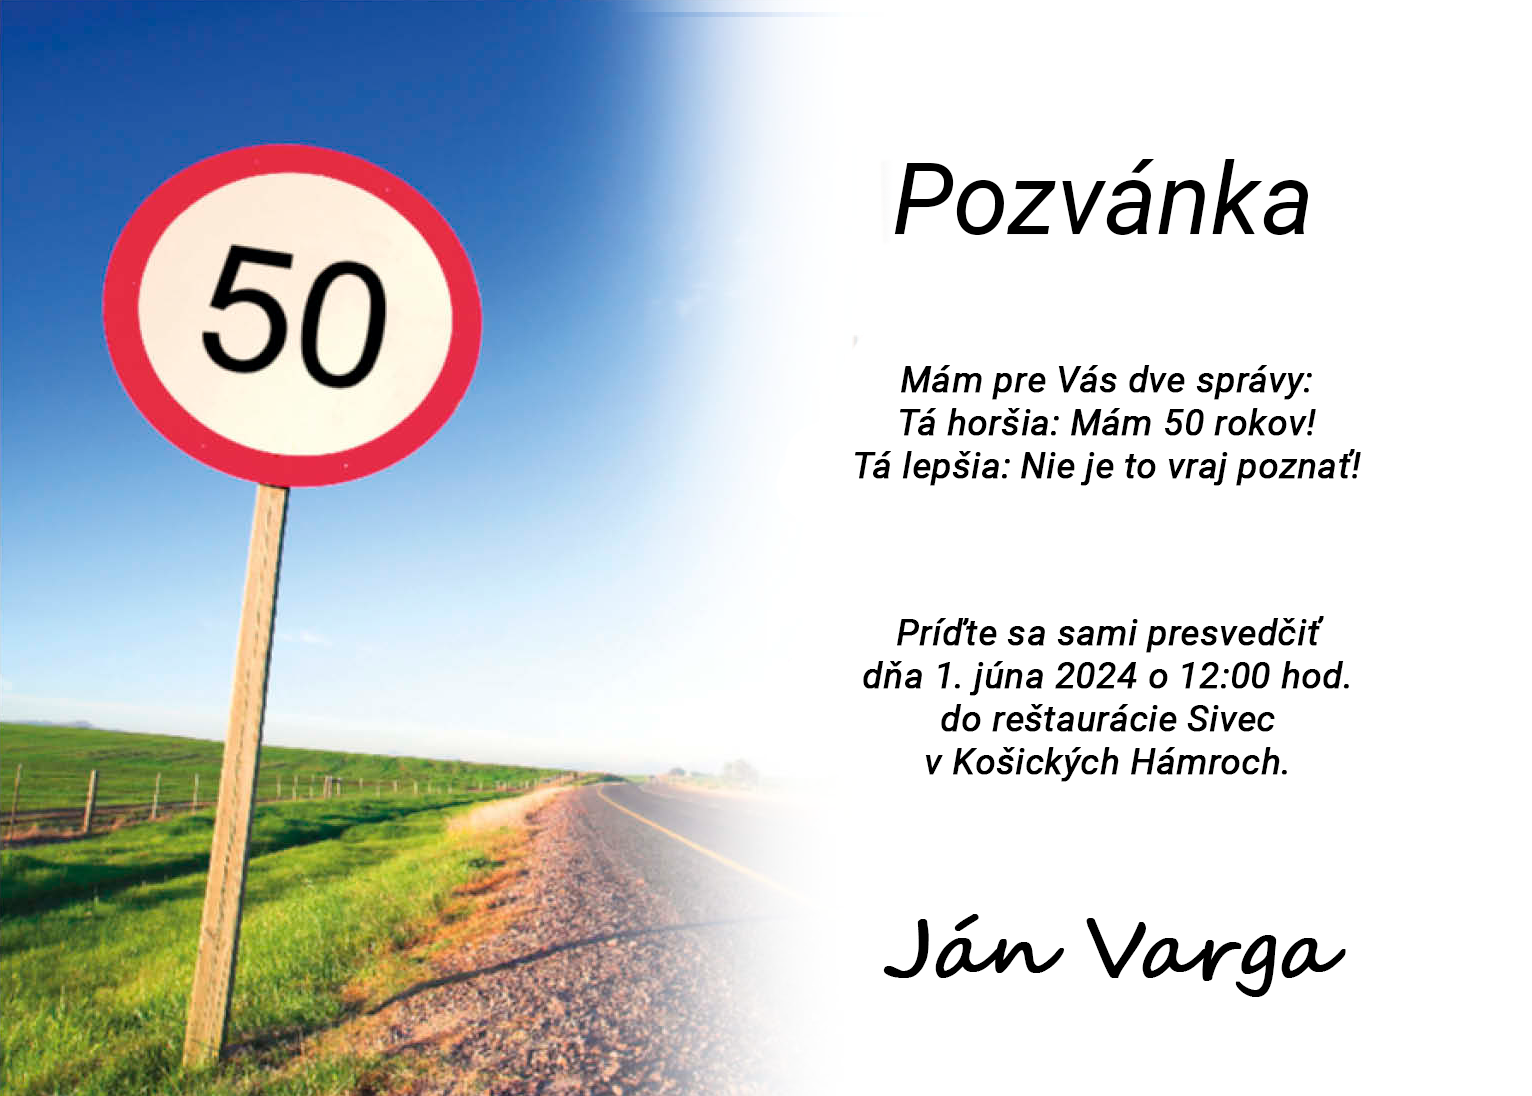 50
Pozvánka
Mám pre Vás dve správy:
Tá horšia: Mám 50 rokov!
Tá lepšia: Nie je to vraj poznať!
Príďte sa sami presvedčiť
dňa 1. júna 2024 o 12:00 hod.
do reštaurácie Sivec
v Košických Hámroch.
Ján Varga